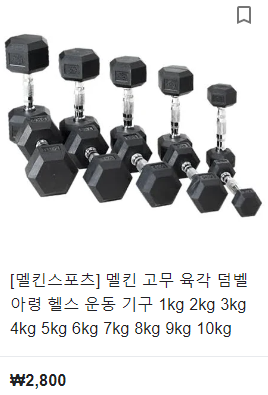 [멜킨스포츠] 멜킨 고무 육각 덤벨
아령 헬스 운동 기구 1kg 2kg 3kg
4kg 5kg 6kg 7kg 8kg 9kg 10kg
₩2,800